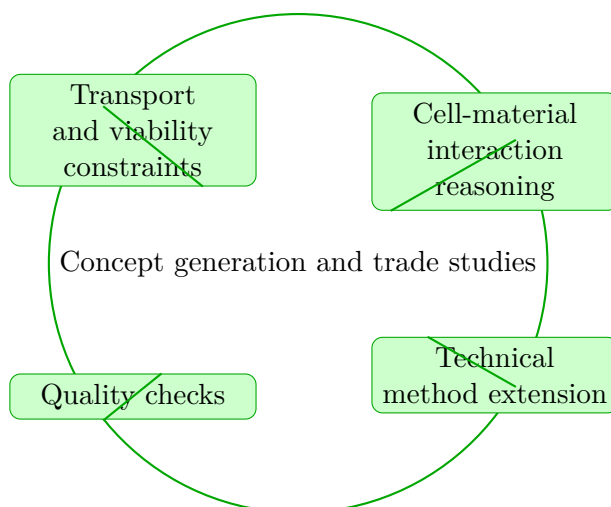 Transport
and viability
constraints
Cell-material
interaction
reasoning
Concept generation and trade studies
Quality checks
Technical
method extension